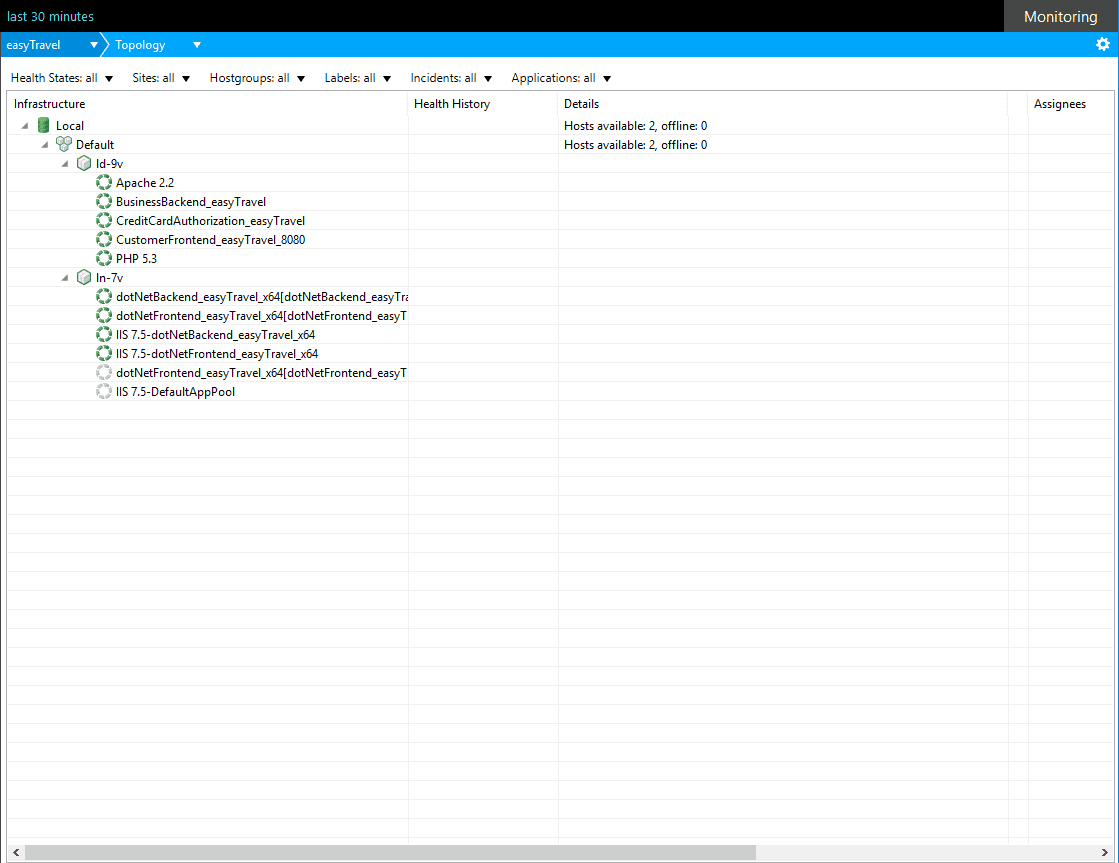 last 30 minutes
Monitoring
easyTravel Topology
Health States: all Sites: all Hostgroups: all Labels: all Incidents: all Applications: all
Infrastructure Health History Details Assignees
Local Hosts available: 2, offline: 0
Default Hosts available: 2, offline: 0
ld-9v
Apache 2.2
BusinessBackend_easyTravel
CreditCardAuthorization_easyTravel
CustomerFrontend_easyTravel_8080
PHP 5.3
ln-7v
dotNetBackend_easyTravel_x64[dotNetBackend_easyTra
dotNetFrontend_easyTravel_x64[dotNetFrontend_easyT
IIS 7.5-dotNetBackend_easyTravel_x64
IIS 7.5-dotNetFrontend_easyTravel_x64
dotNetFrontend_easyTravel_x64[dotNetFrontend_easyT
IIS 7.5-DefaultAppPool